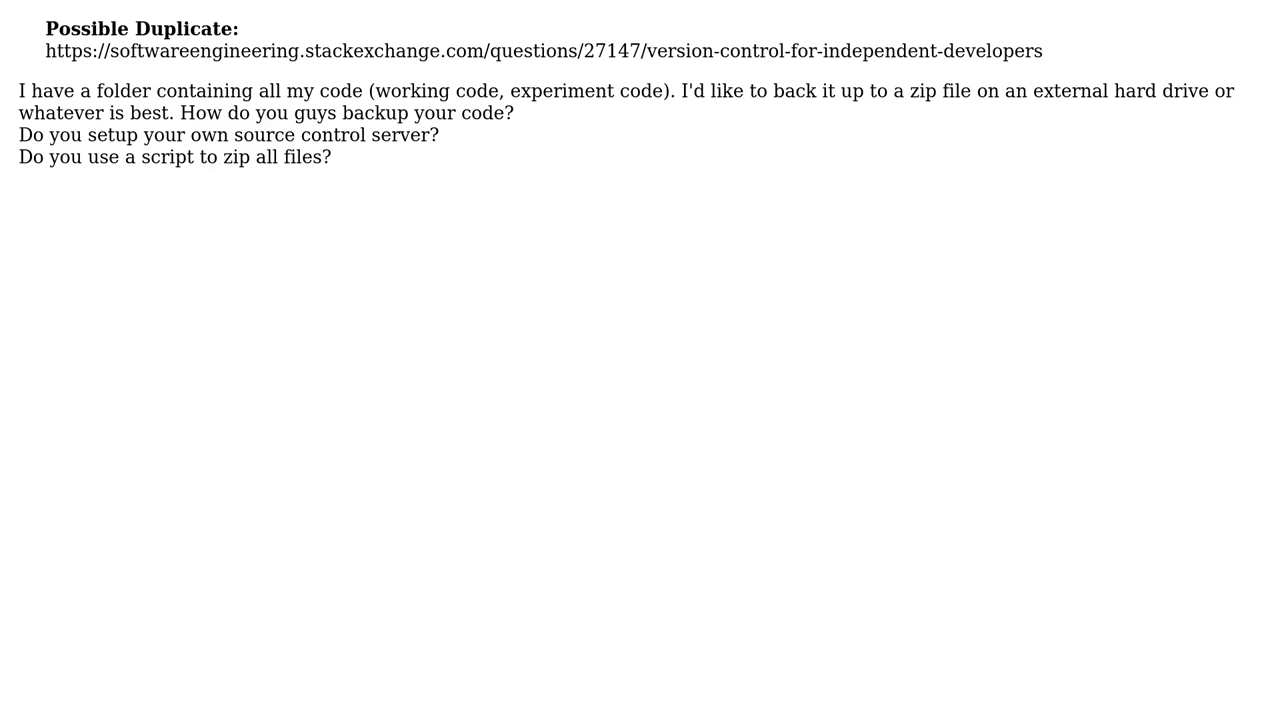 Possible Duplicate:
https://softwareengineering.stackexchange.com/questions/27147/version-control-for-independent-developers
I have a folder containing all my code (working code, experiment code). I'd like to back it up to a zip file on an external hard drive or
whatever is best. How do you guys backup your code?
Do you setup your own source control server?
Do you use a script to zip all files?